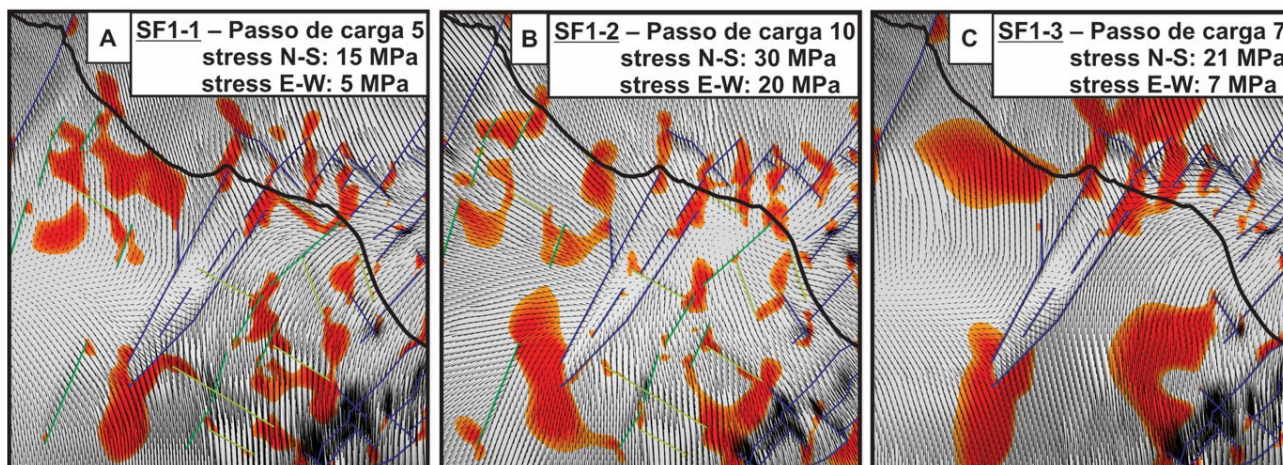 A
SF1-1 – Passo de carga 5
stress N-S: 15 MPa
stress E-W: 5 MPa
B
SF1-2 – Passo de carga 10
stress N-S: 30 MPa
stress E-W: 20 MPa
C
SF1-3 – Passo de carga 7
stress N-S: 21 MPa
stress E-W: 7 MPa